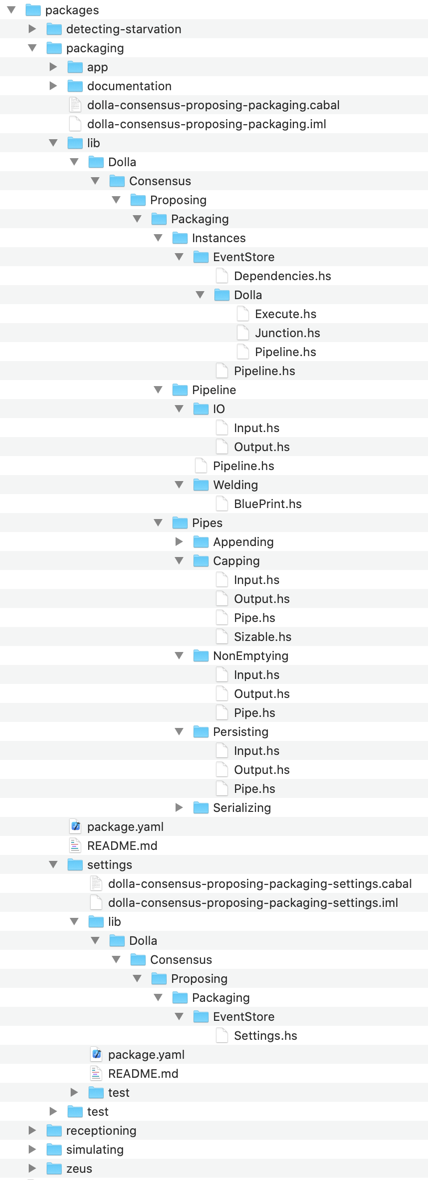 packages
detecting-starvation
packaging
app
documentation
dolla-consensus-proposing-packaging.cabal
dolla-consensus-proposing-packaging.iml
lib
Dolla
Consensus
Proposing
Packaging
Instances
EventStore
Dependencies.hs
Dolla
Execute.hs
Junction.hs
Pipeline.hs
Pipeline.hs
Pipeline
IO
Input.hs
Output.hs
Pipeline.hs
Welding
BluePrint.hs
Pipes
Appending
Capping
Input.hs
Output.hs
Pipe.hs
Sizable.hs
NonEmptying
Input.hs
Output.hs
Pipe.hs
Persisting
Input.hs
Output.hs
Pipe.hs
Serializing
package.yaml
README.md
settings
dolla-consensus-proposing-packaging-settings.cabal
dolla-consensus-proposing-packaging-settings.iml
lib
Dolla
Consensus
Proposing
Packaging
EventStore
Settings.hs
package.yaml
README.md
test
test
receptioning
simulating
zeus